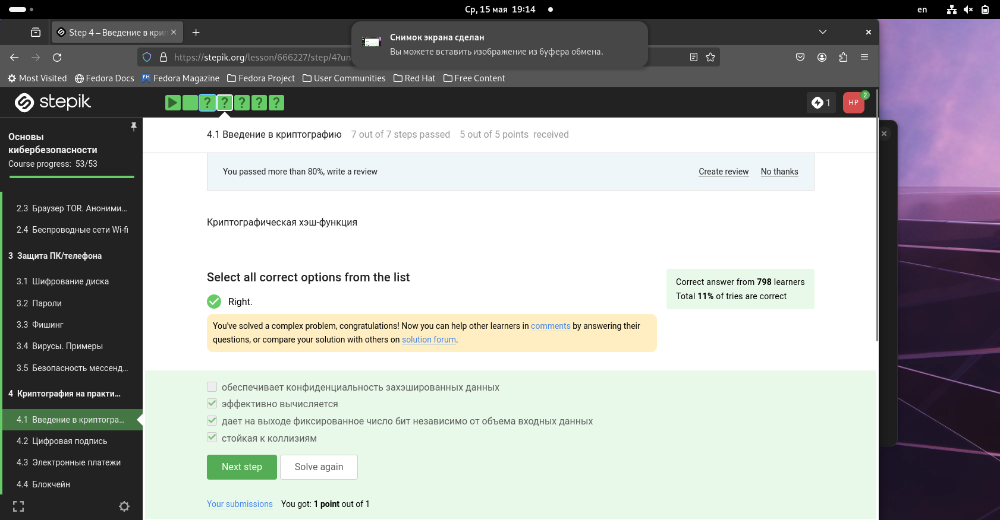 Ср, 15 мая 19:14
en
Step 4 – Введение в крип
Снимок экрана сделан
Вы можете вставить изображение из буфера обмена.
https://stepik.org/lesson/666227/step/4?un
Most Visited
Fedora Docs
Fedora Magazine
Fedora Project
User Communities
Red Hat
Free Content
stepik
1
HP
2
4.1 Введение в криптографию 7 out of 7 steps passed 5 out of 5 points received
Основы
кибербезопасности
Course progress: 53/53
2.3 Браузер TOR. Аноними...
2.4 Беспроводные сети Wi-fi
3 Защита ПК/телефона
3.1 Шифрование диска
3.2 Пароли
3.3 Фишинг
3.4 Вирусы. Примеры
3.5 Безопасность мессенд...
4 Криптография на практи...
4.1 Введение в криптогра...
4.2 Цифровая подпись
4.3 Электронные платежи
4.4 Блокчейн
You passed more than 80%, write a review
Create review
No thanks
Криптографическая хэш-функция
Select all correct options from the list
Right.
Correct answer from 798 learners
Total 11% of tries are correct
You've solved a complex problem, congratulations! Now you can help other learners in comments by answering their
questions, or compare your solution with others on solution forum.
обеспечивает конфиденциальность захэшированных данных
эффективно вычисляется
дает на выходе фиксированное число бит независимо от объема входных данных
стойкая к коллизиям
Next step
Solve again
Your submissions You got: 1 point out of 1